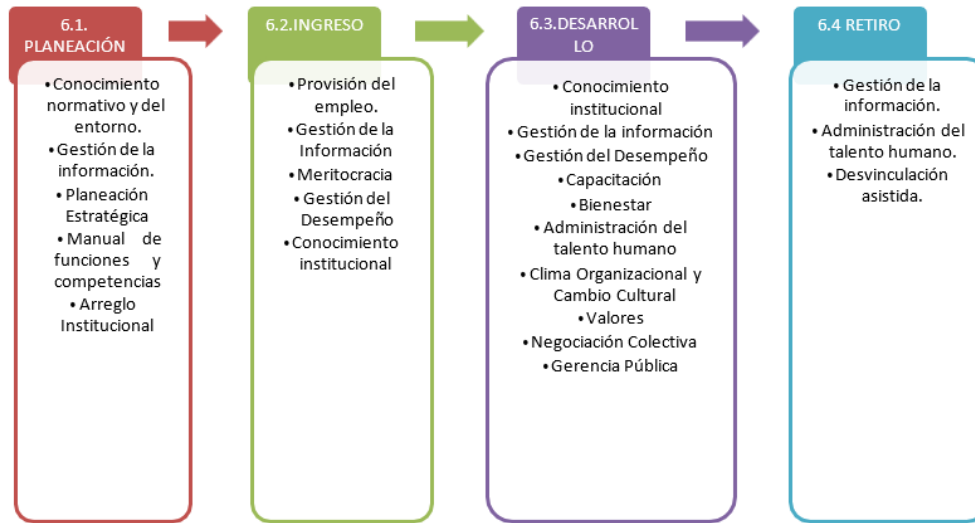 6.1.
PLANEACIÓN
• Conocimiento
normativo y del
entorno.
• Gestión de la
información.
• Planeación
Estratégica
• Manual de
funciones y
competencias
• Arreglo
Institucional
6.2.INGRESO
• Provisión del
empleo.
• Gestión de la
Información
• Meritocracia
• Gestión del
Desempeño
• Conocimiento
institucional
6.3.DESARROL
LO
• Conocimiento
institucional
• Gestión de la información
• Gestión del Desempeño
• Capacitación
• Bienestar
• Administración del
talento humano
• Clima Organizacional y
Cambio Cultural
• Valores
• Negociación Colectiva
• Gerencia Pública
6.4 RETIRO
• Gestión de la
información.
• Administración del
talento humano.
• Desvinculación
asistida.